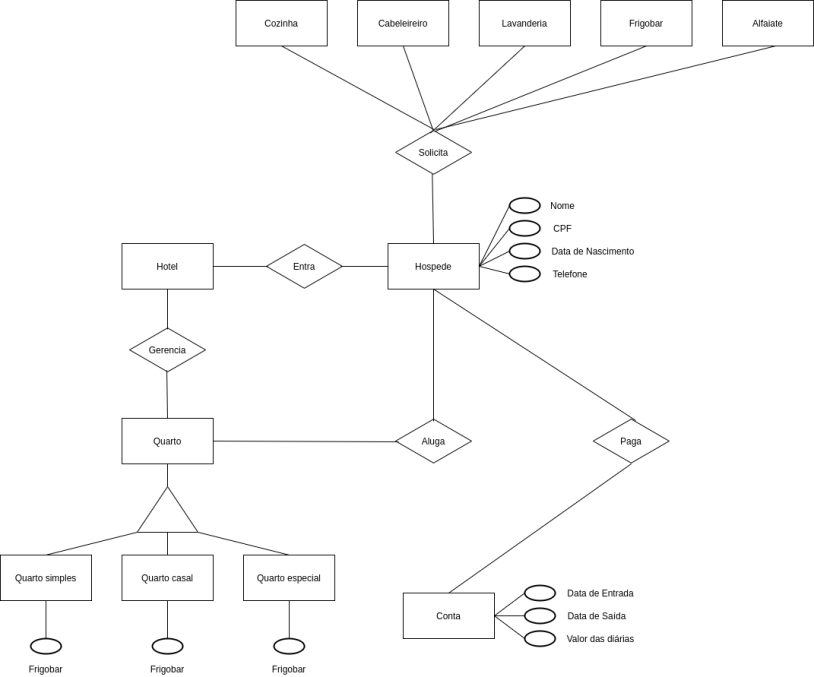 Cozinha
Cabeleireiro
Lavanderia
Frigobar
Alfaiate
Solicita
Nome
CPF
Data de Nascimento
Telefone
Hotel
Entra
Hospede
Gerencia
Quarto
Aluga
Paga
Quarto simples
Quarto casal
Quarto especial
Data de Entrada
Data de Saída
Valor das diárias
Conta
Frigobar
Frigobar
Frigobar